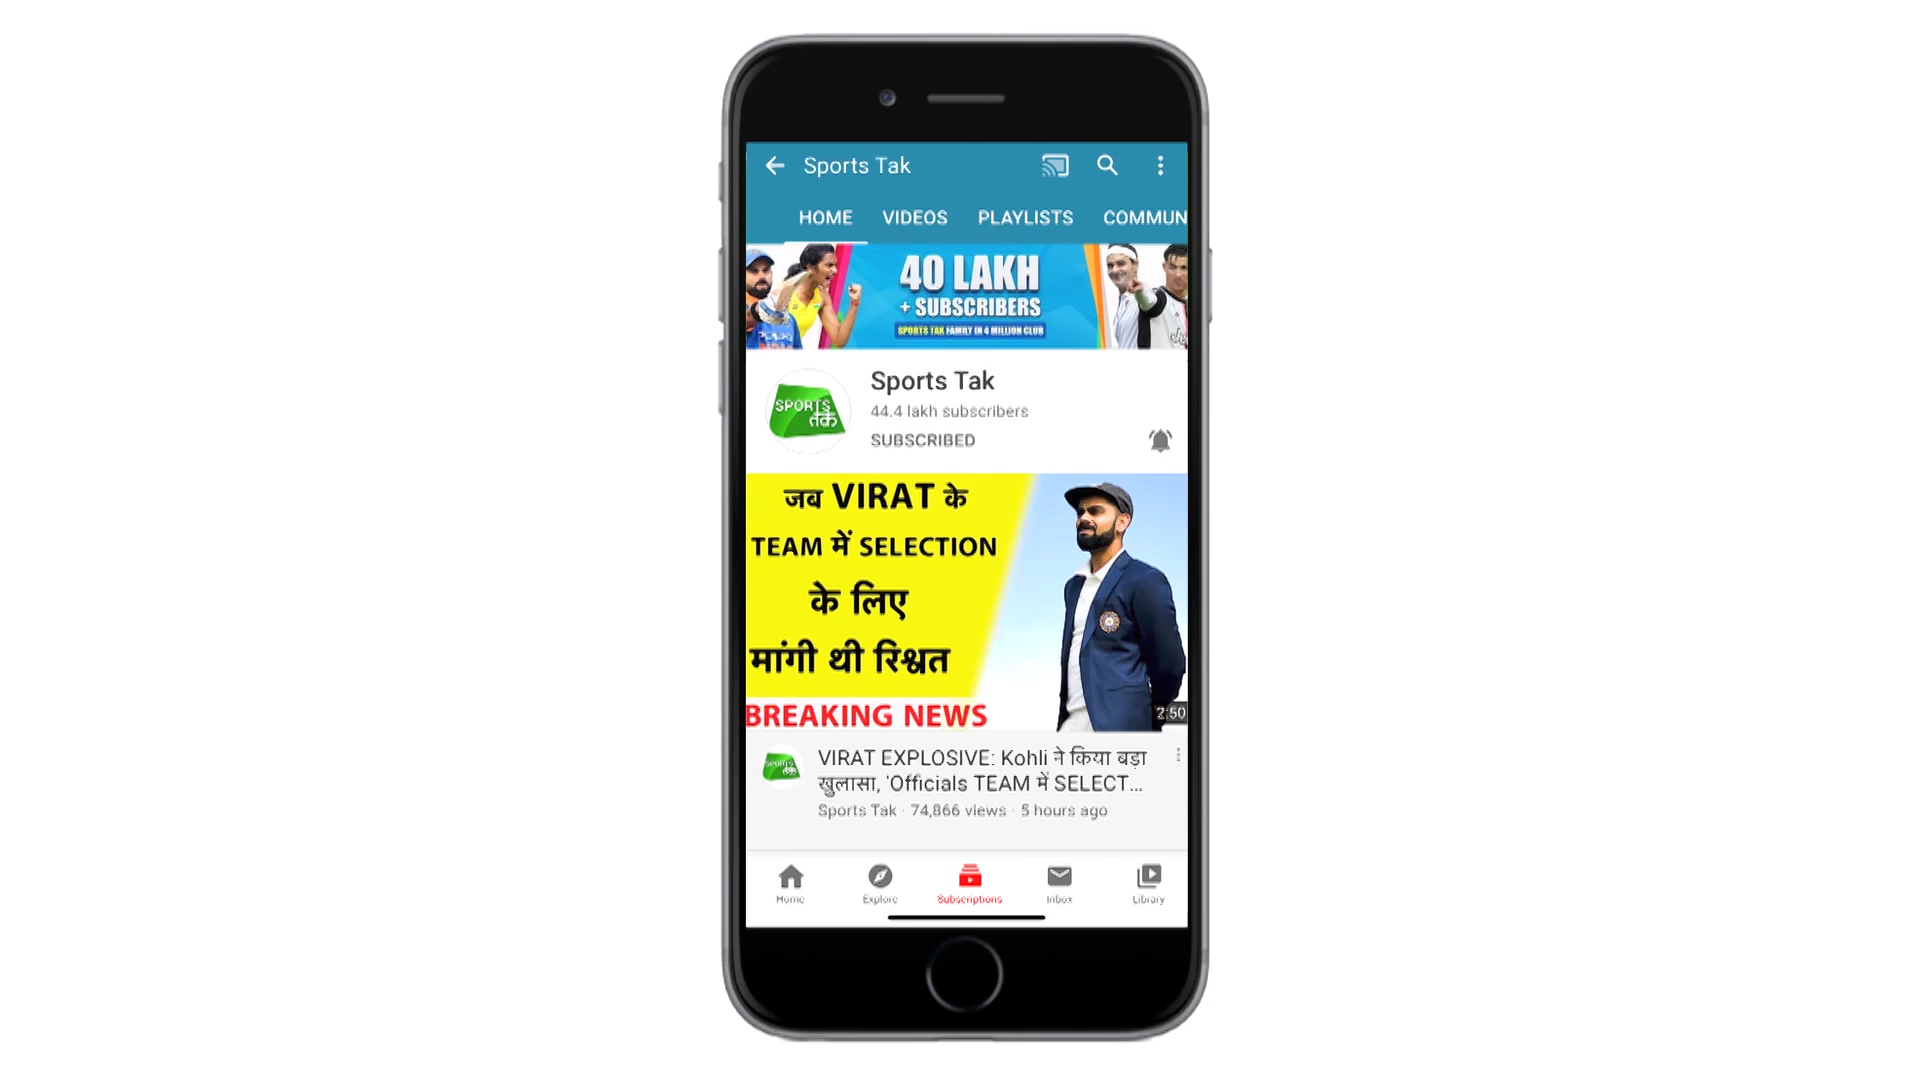 Sports Tak
HOME VIDEOS PLAYLISTS COMMUN
40 LAKH
+ SUBSCRIBERS
SPORTS TAK FAMILY IN 4 MILLION CLUB
SPORTS
तक
Sports Tak
44.4 lakh subscribers
SUBSCRIBED
जब VIRAT के
TEAM में SELECTION
के लिए
मांगी थी रिश्वत
BREAKING NEWS
2:50
SPORTS
तक
VIRAT EXPLOSIVE: Kohli ने किया बड़ा
खुलासा, 'Officials TEAM में SELECT...
Sports Tak · 74,866 views · 5 hours ago
Home Explore Subscriptions Inbox Library